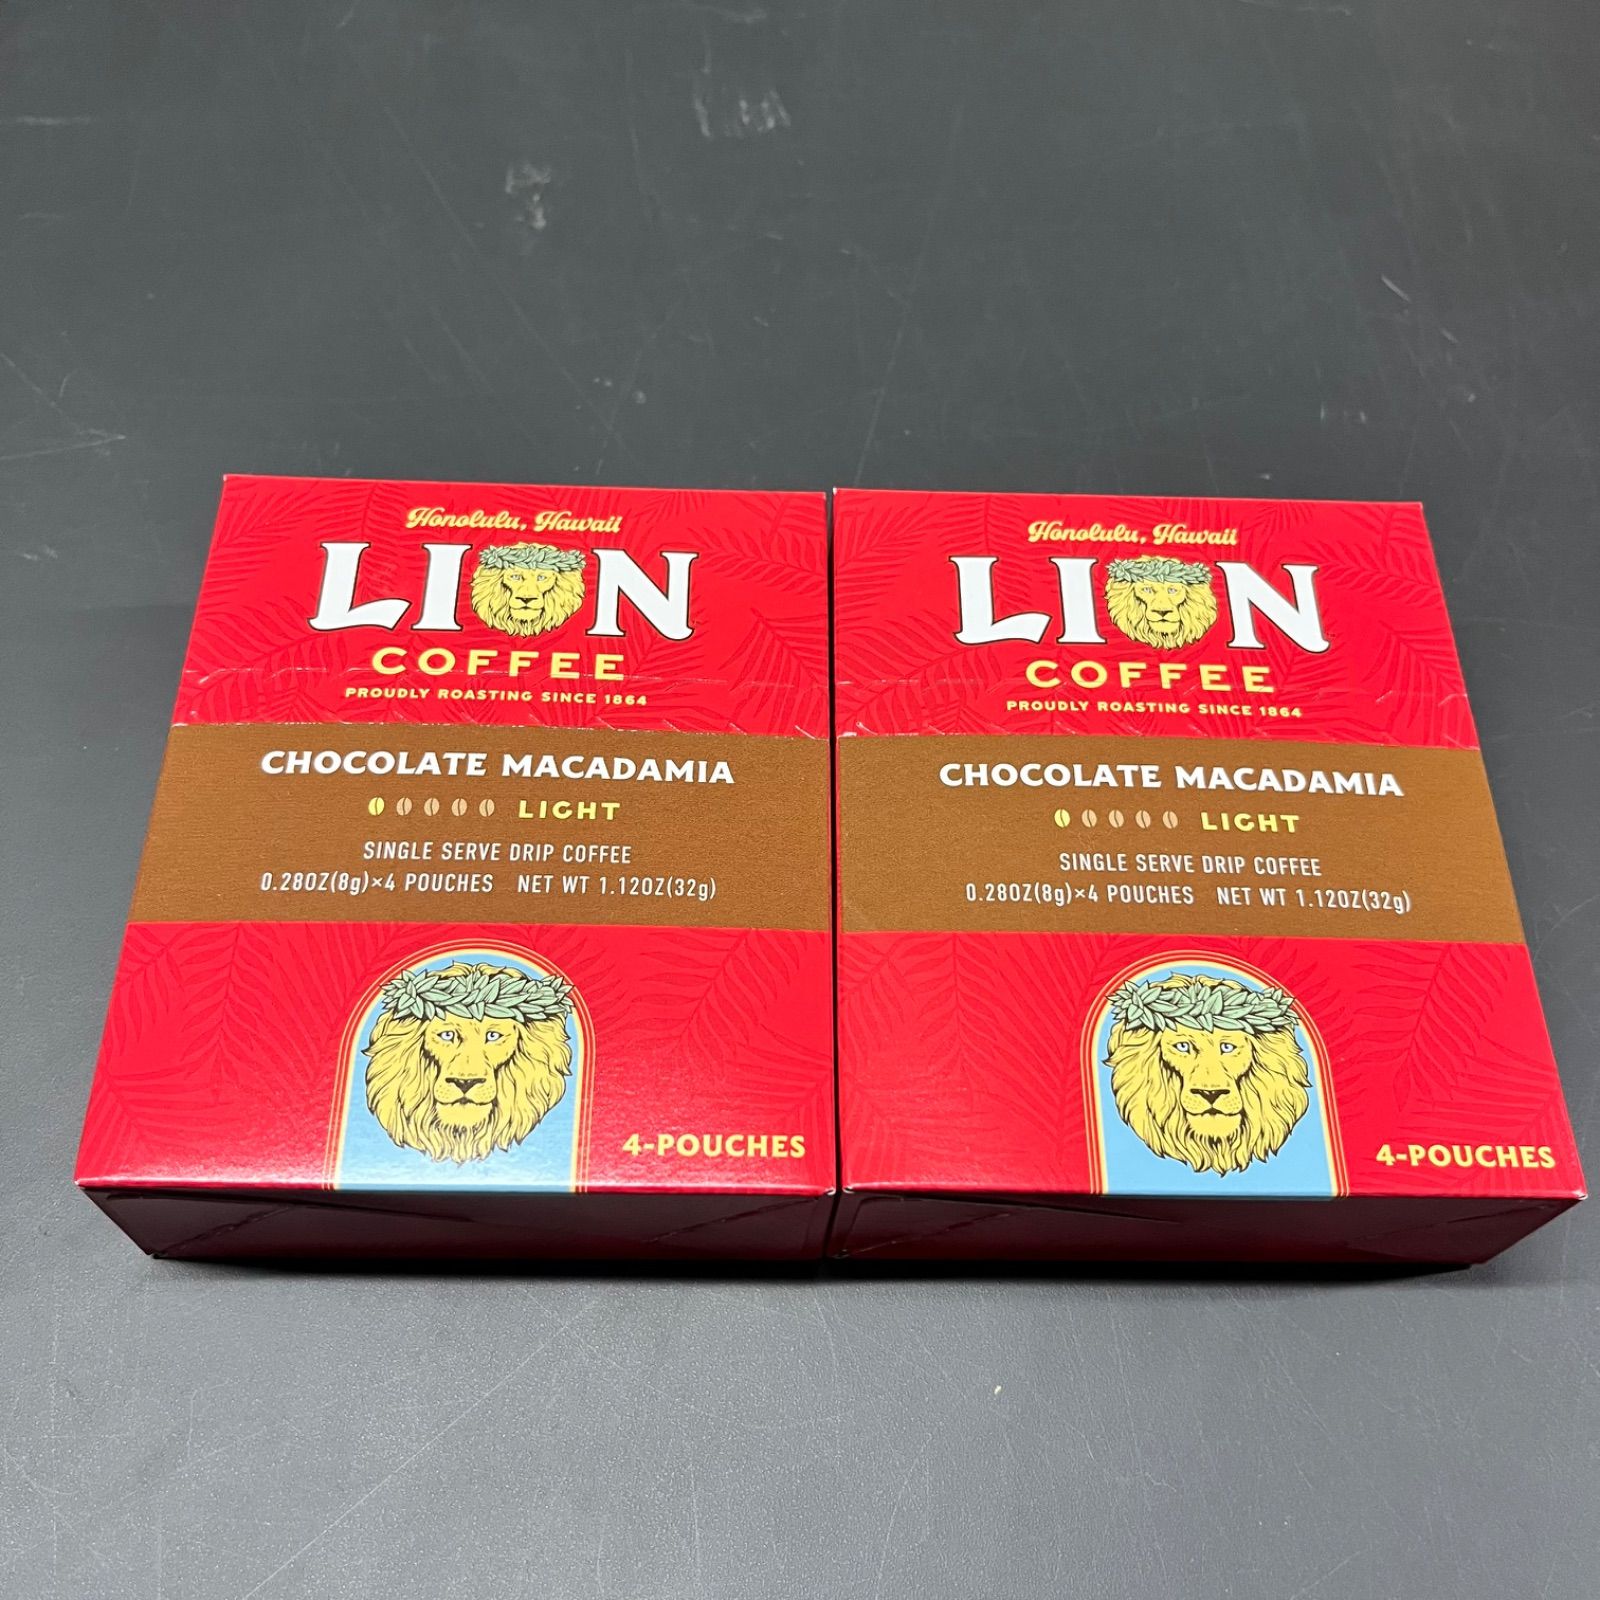 Honolulu, Hawaii
LION
COFFEE
PROUDLY ROASTING SINCE 1864
CHOCOLATE MACADAMIA
LIGHT
SINGLE SERVE DRIP COFFEE
0.28OZ(8g)×4 POUCHES NET WT 1.12OZ(32g)
4-POUCHES
Honolulu, Hawaii
LION
COFFEE
PROUDLY ROASTING SINCE 1864
CHOCOLATE MACADAMIA
LIGHT
SINGLE SERVE DRIP COFFEE
0.28OZ(8g)×4 POUCHES NET WT 1.12OZ(32g)
4-POUCHES